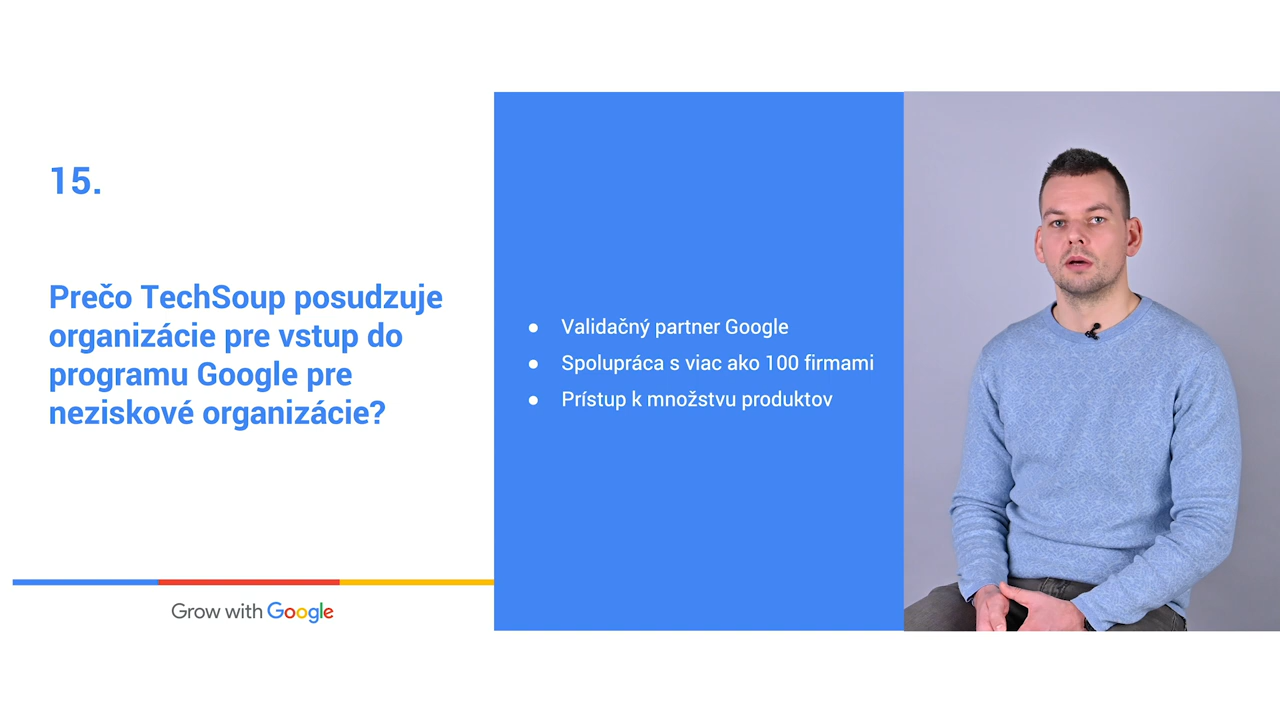 15.
Prečo TechSoup posudzuje
organizácie pre vstup do
programu Google pre
neziskové organizácie?
● Validačný partner Google
● Spolupráca s viac ako 100 firmami
● Prístup k množstvu produktov
Grow with Google